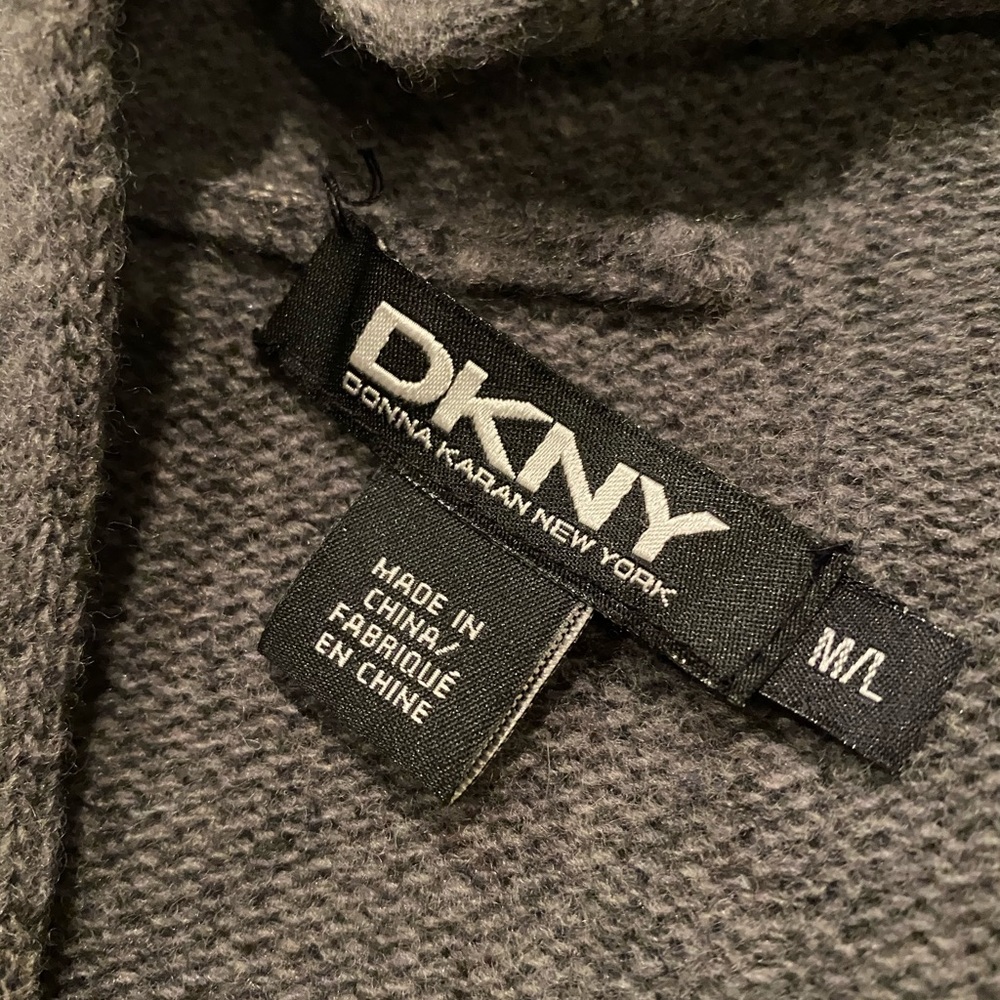 DKNY
DONNA KARAN NEW YORK
M/L
MADE IN
CHINA/
FABRIQUÉ
EN CHINE